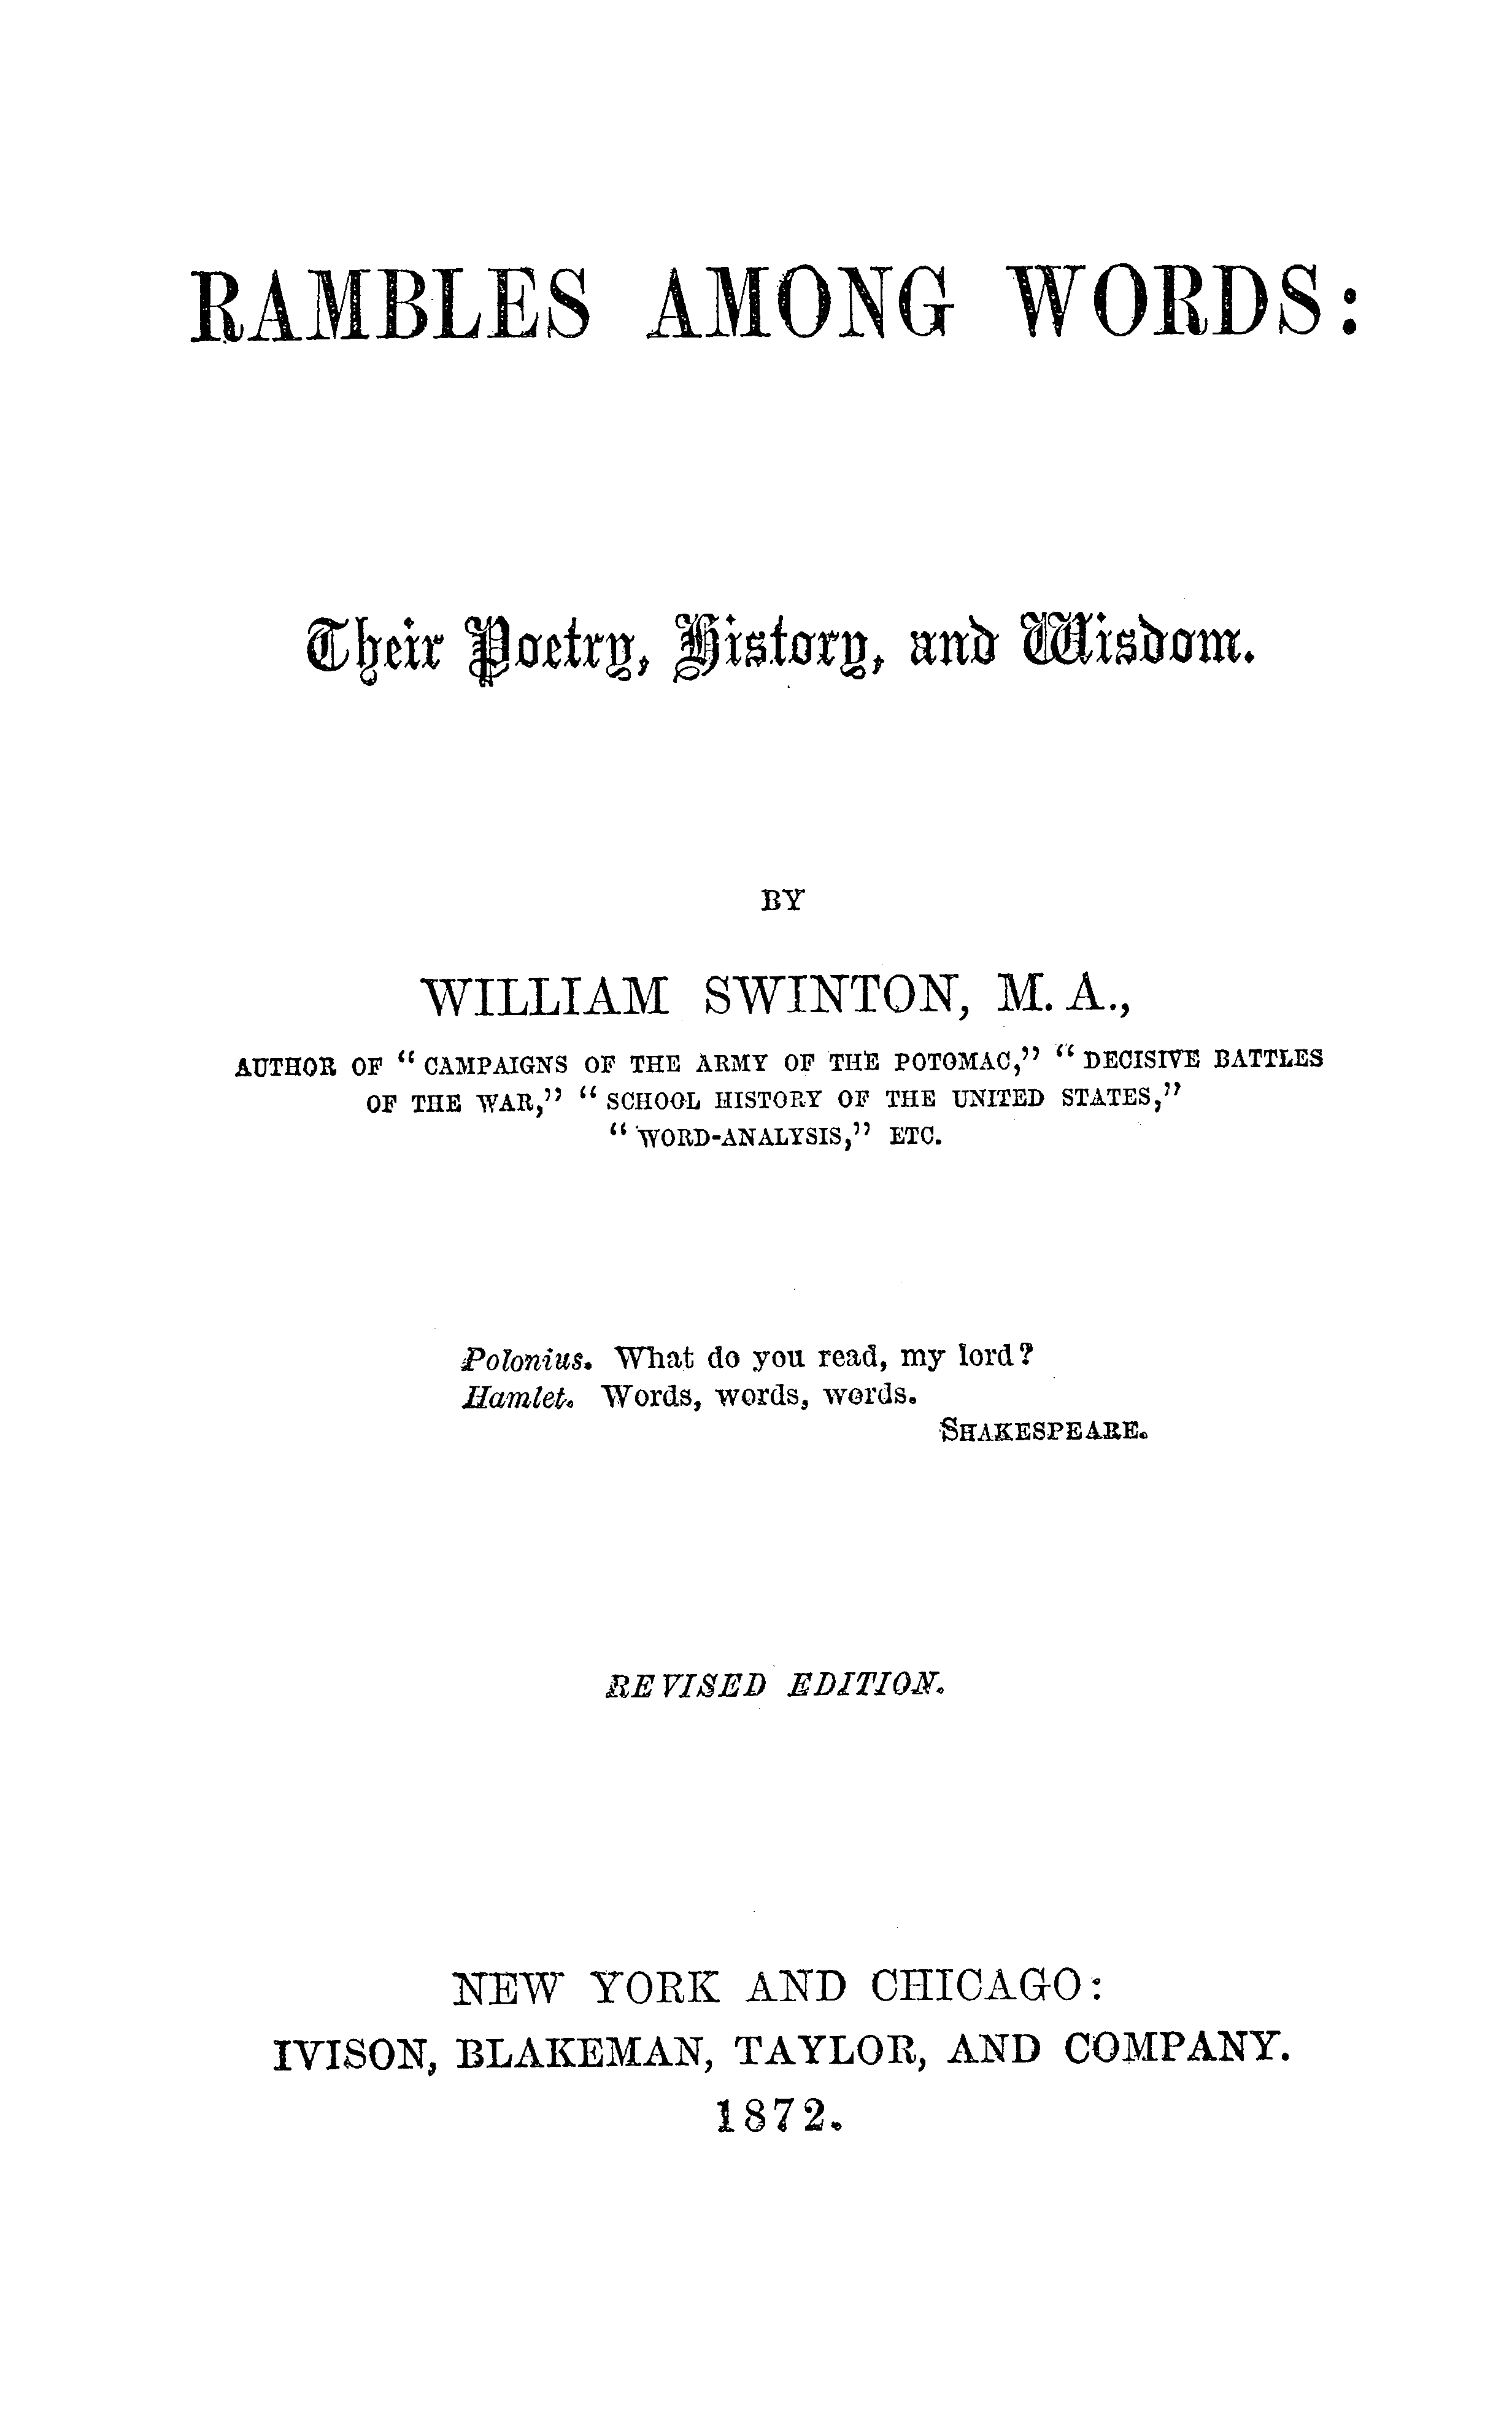 RAMBLES AMONG WORDS:
Their Poetry, History, and Wisdom.
BY
WILLIAM SWINTON, M. A.,
AUTHOR OF “ CAMPAIGNS OF THE ARMY OF THE POTOMAC,” “ DECISIVE BATTLES
OF THE WAR,” “ SCHOOL HISTORY OF THE UNITED STATES,”
“ WORD-ANALYSIS,” ETC.
Polonius. What do you read, my lord?
Hamlet. Words, words, words.
SHAKESPEARE.
REVISED EDITION.
NEW YORK AND CHICAGO:
IVISON, BLAKEMAN, TAYLOR, AND COMPANY.
1872.